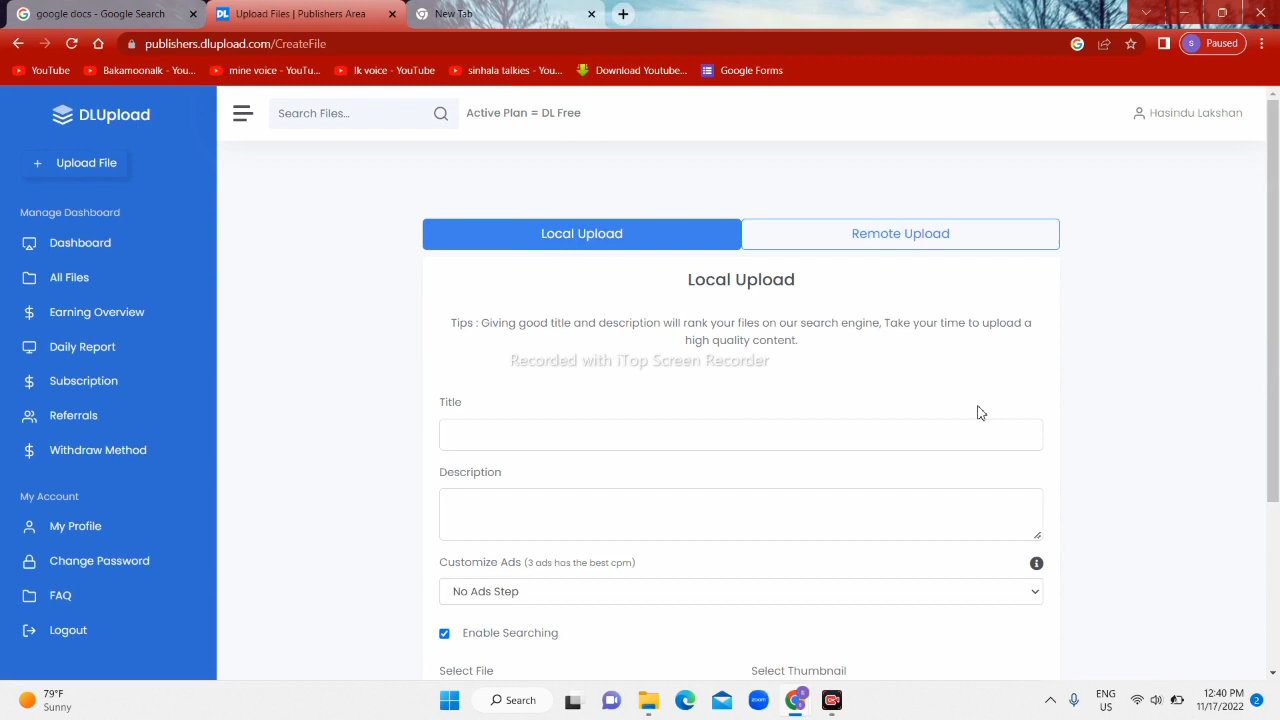 google docs - Google Search
Upload Files | Publishers Area
New Tab
publishers.dlupload.com/CreateFile
S
Paused
YouTube
Bakamoonalk - You...
mine voice - YouTu...
lk voice - YouTube
sinhala talkies - You...
Download Youtube...
Google Forms
DLUpload
Search Files...
Active Plan = DL Free
Hasindu Lakshan
+ Upload File
Manage Dashboard
Dashboard
All Files
Earning Overview
Daily Report
Subscription
Referrals
Withdraw Method
My Account
My Profile
Change Password
FAQ
Logout
Local Upload
Remote Upload
Local Upload
Tips : Giving good title and description will rank your files on our search engine, Take your time to upload a
high quality content.
Recorded with iTop Screen Recorder
Title
Description
Customize Ads (3 ads has the best cpm)
No Ads Step
Enable Searching
Select File
Select Thumbnail
79°F
Sunny
Search
zoom
ENG
US
12:40 PM
11/17/2022
2